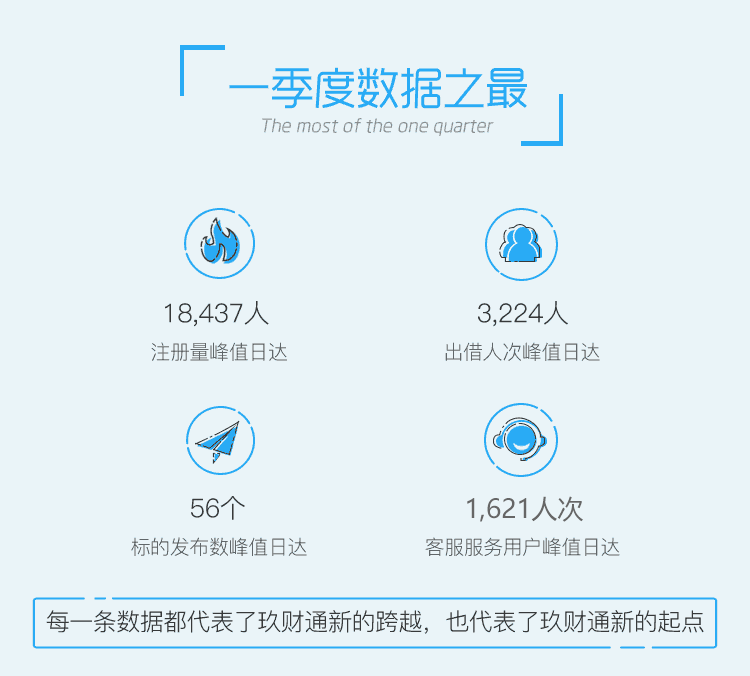 一季度数据之最
The most of the one quarter
18,437人
3,224人
注册量峰值日达
出借人次峰值日达
56个
1,621人次
标的发布数峰值日达
客服服务用户峰值日达
每一条数据都代表了玖财通新的跨越，也代表了玖财通新的起点